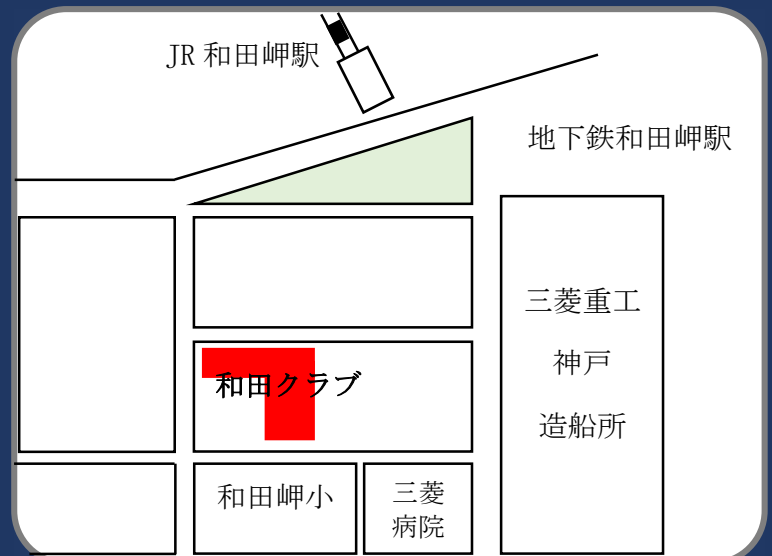 JR 和田岬駅
地下鉄和田岬駅
三菱重工
神戸
造船所
和田クラブ
和田岬小
三菱
病院